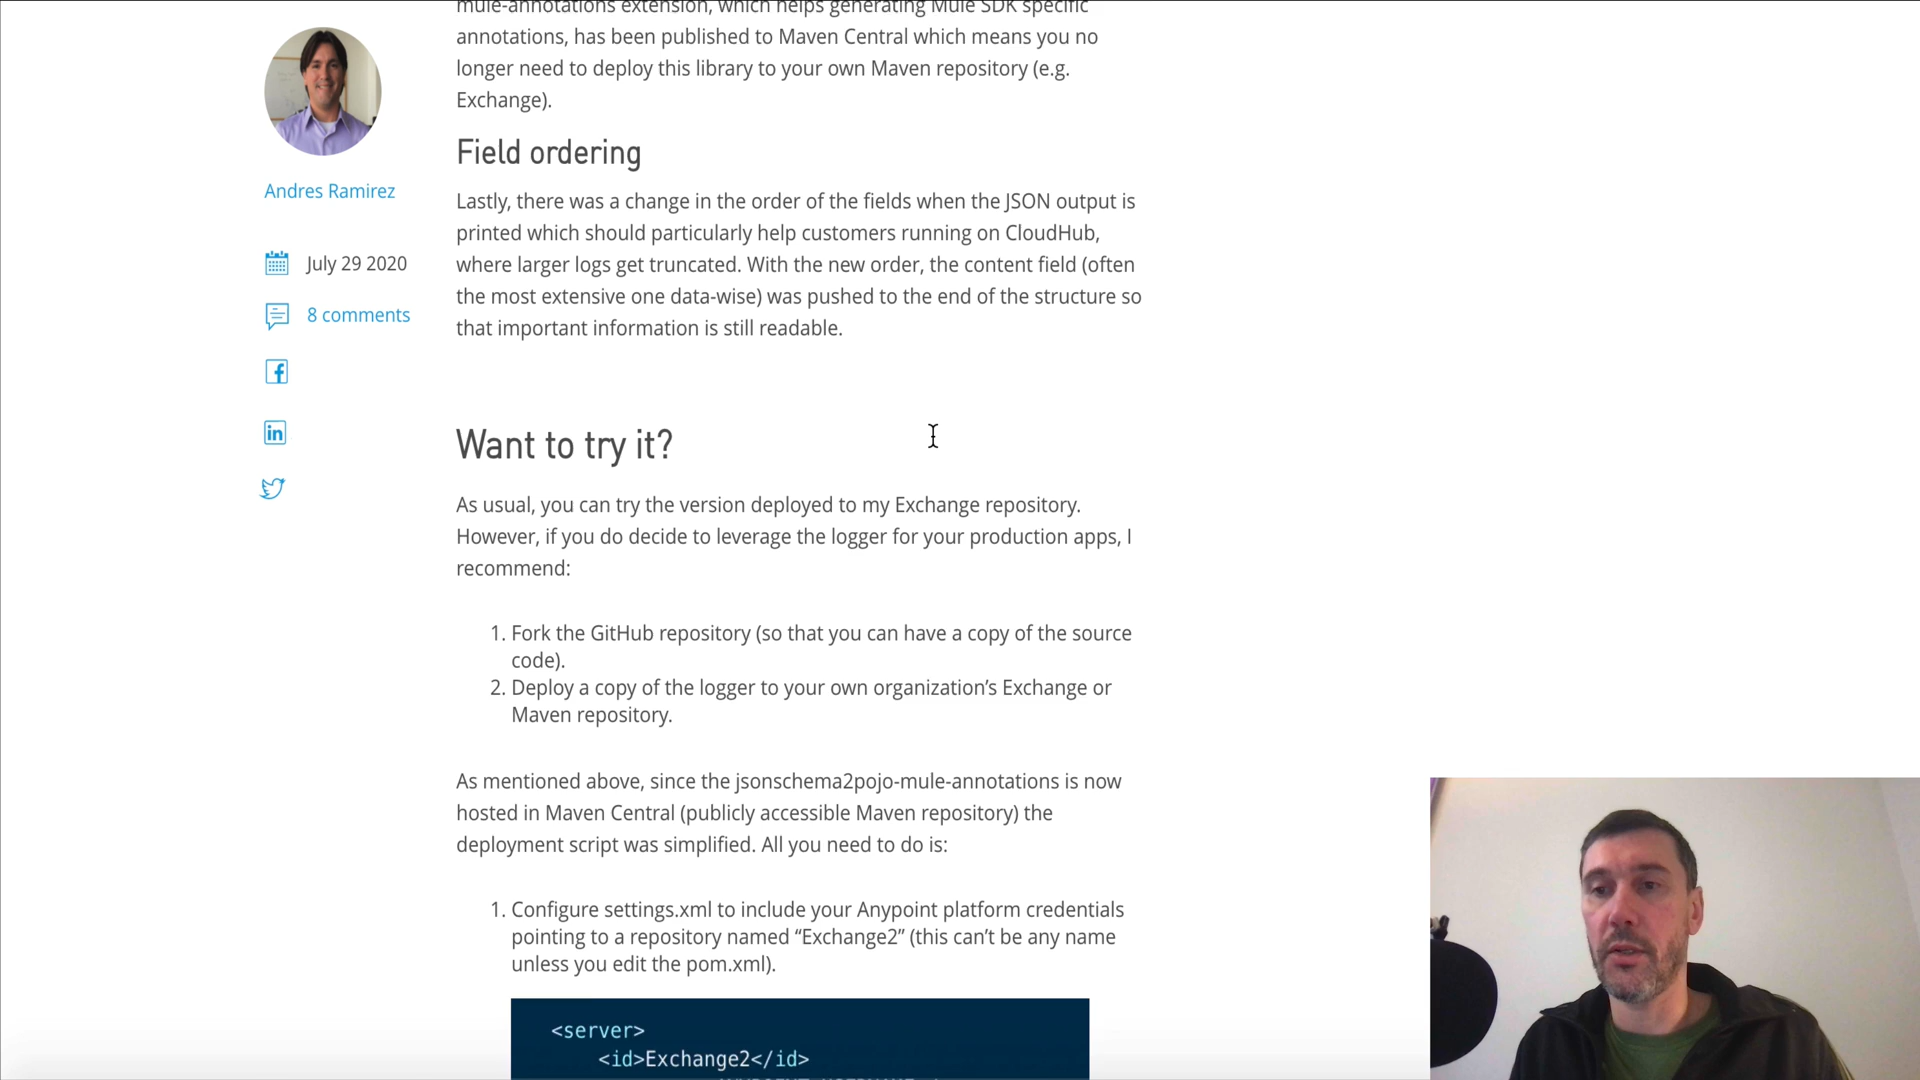 mule-annotations extension, which helps generating Mule SDK specific
annotations, has been published to Maven Central which means you no
longer need to deploy this library to your own Maven repository (e.g.
Exchange).
Andres Ramirez
July 29 2020
8 comments
Field ordering
Lastly, there was a change in the order of the fields when the JSON output is
printed which should particularly help customers running on CloudHub,
where larger logs get truncated. With the new order, the content field (often
the most extensive one data-wise) was pushed to the end of the structure so
that important information is still readable.
Want to try it?
As usual, you can try the version deployed to my Exchange repository.
However, if you do decide to leverage the logger for your production apps, I
recommend:
1. Fork the GitHub repository (so that you can have a copy of the source
code).
2. Deploy a copy of the logger to your own organization’s Exchange or
Maven repository.
As mentioned above, since the jsonschema2pojo-mule-annotations is now
hosted in Maven Central (publicly accessible Maven repository) the
deployment script was simplified. All you need to do is:
1. Configure settings.xml to include your Anypoint platform credentials
pointing to a repository named “Exchange2” (this can’t be any name
unless you edit the pom.xml).
<server>
<id>Exchange2</id>